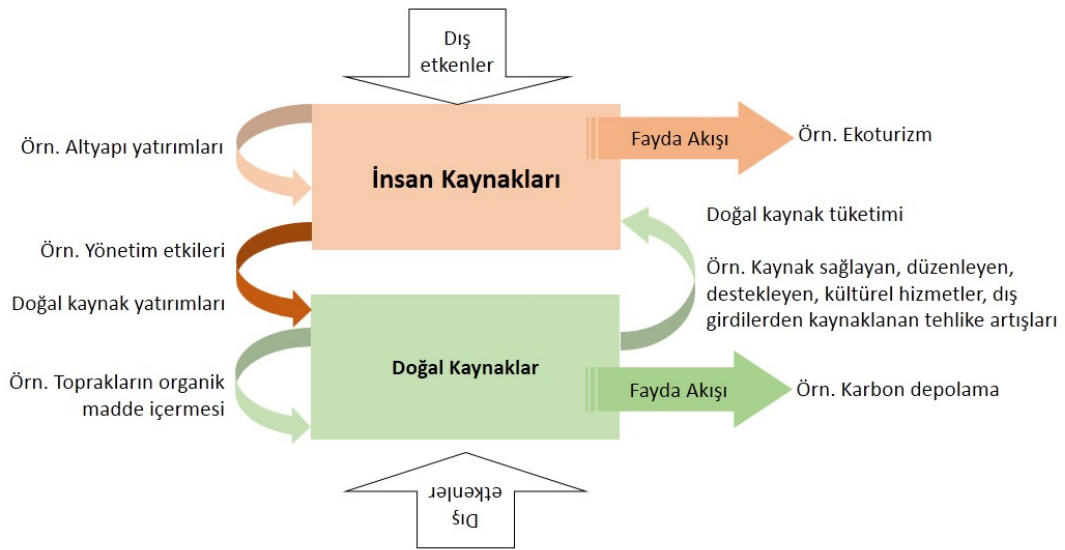 Dış
etkenler
Örn. Altyapı yatırımları
İnsan Kaynakları
Fayda Akışı
Örn. Ekoturizm
Doğal kaynak tüketimi
Örn. Yönetim etkileri
Doğal kaynak yatırımları
Örn. Kaynak sağlayan, düzenleyen,
destekleyen, kültürel hizmetler, dış
girdilerden kaynaklanan tehlike artışları
Örn. Toprakların organik
madde içermesi
Doğal Kaynaklar
Fayda Akışı
Örn. Karbon depolama
Dış
etkenler